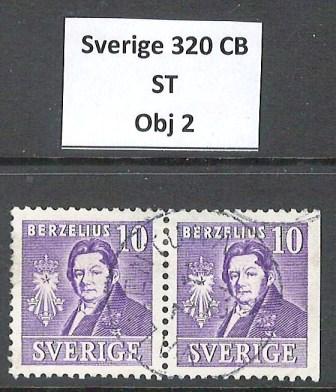 Sverige 320 CB
ST
Obj 2
BERZELIUS 10
SVERIGE
BERZELIUS 10
SVERIGE